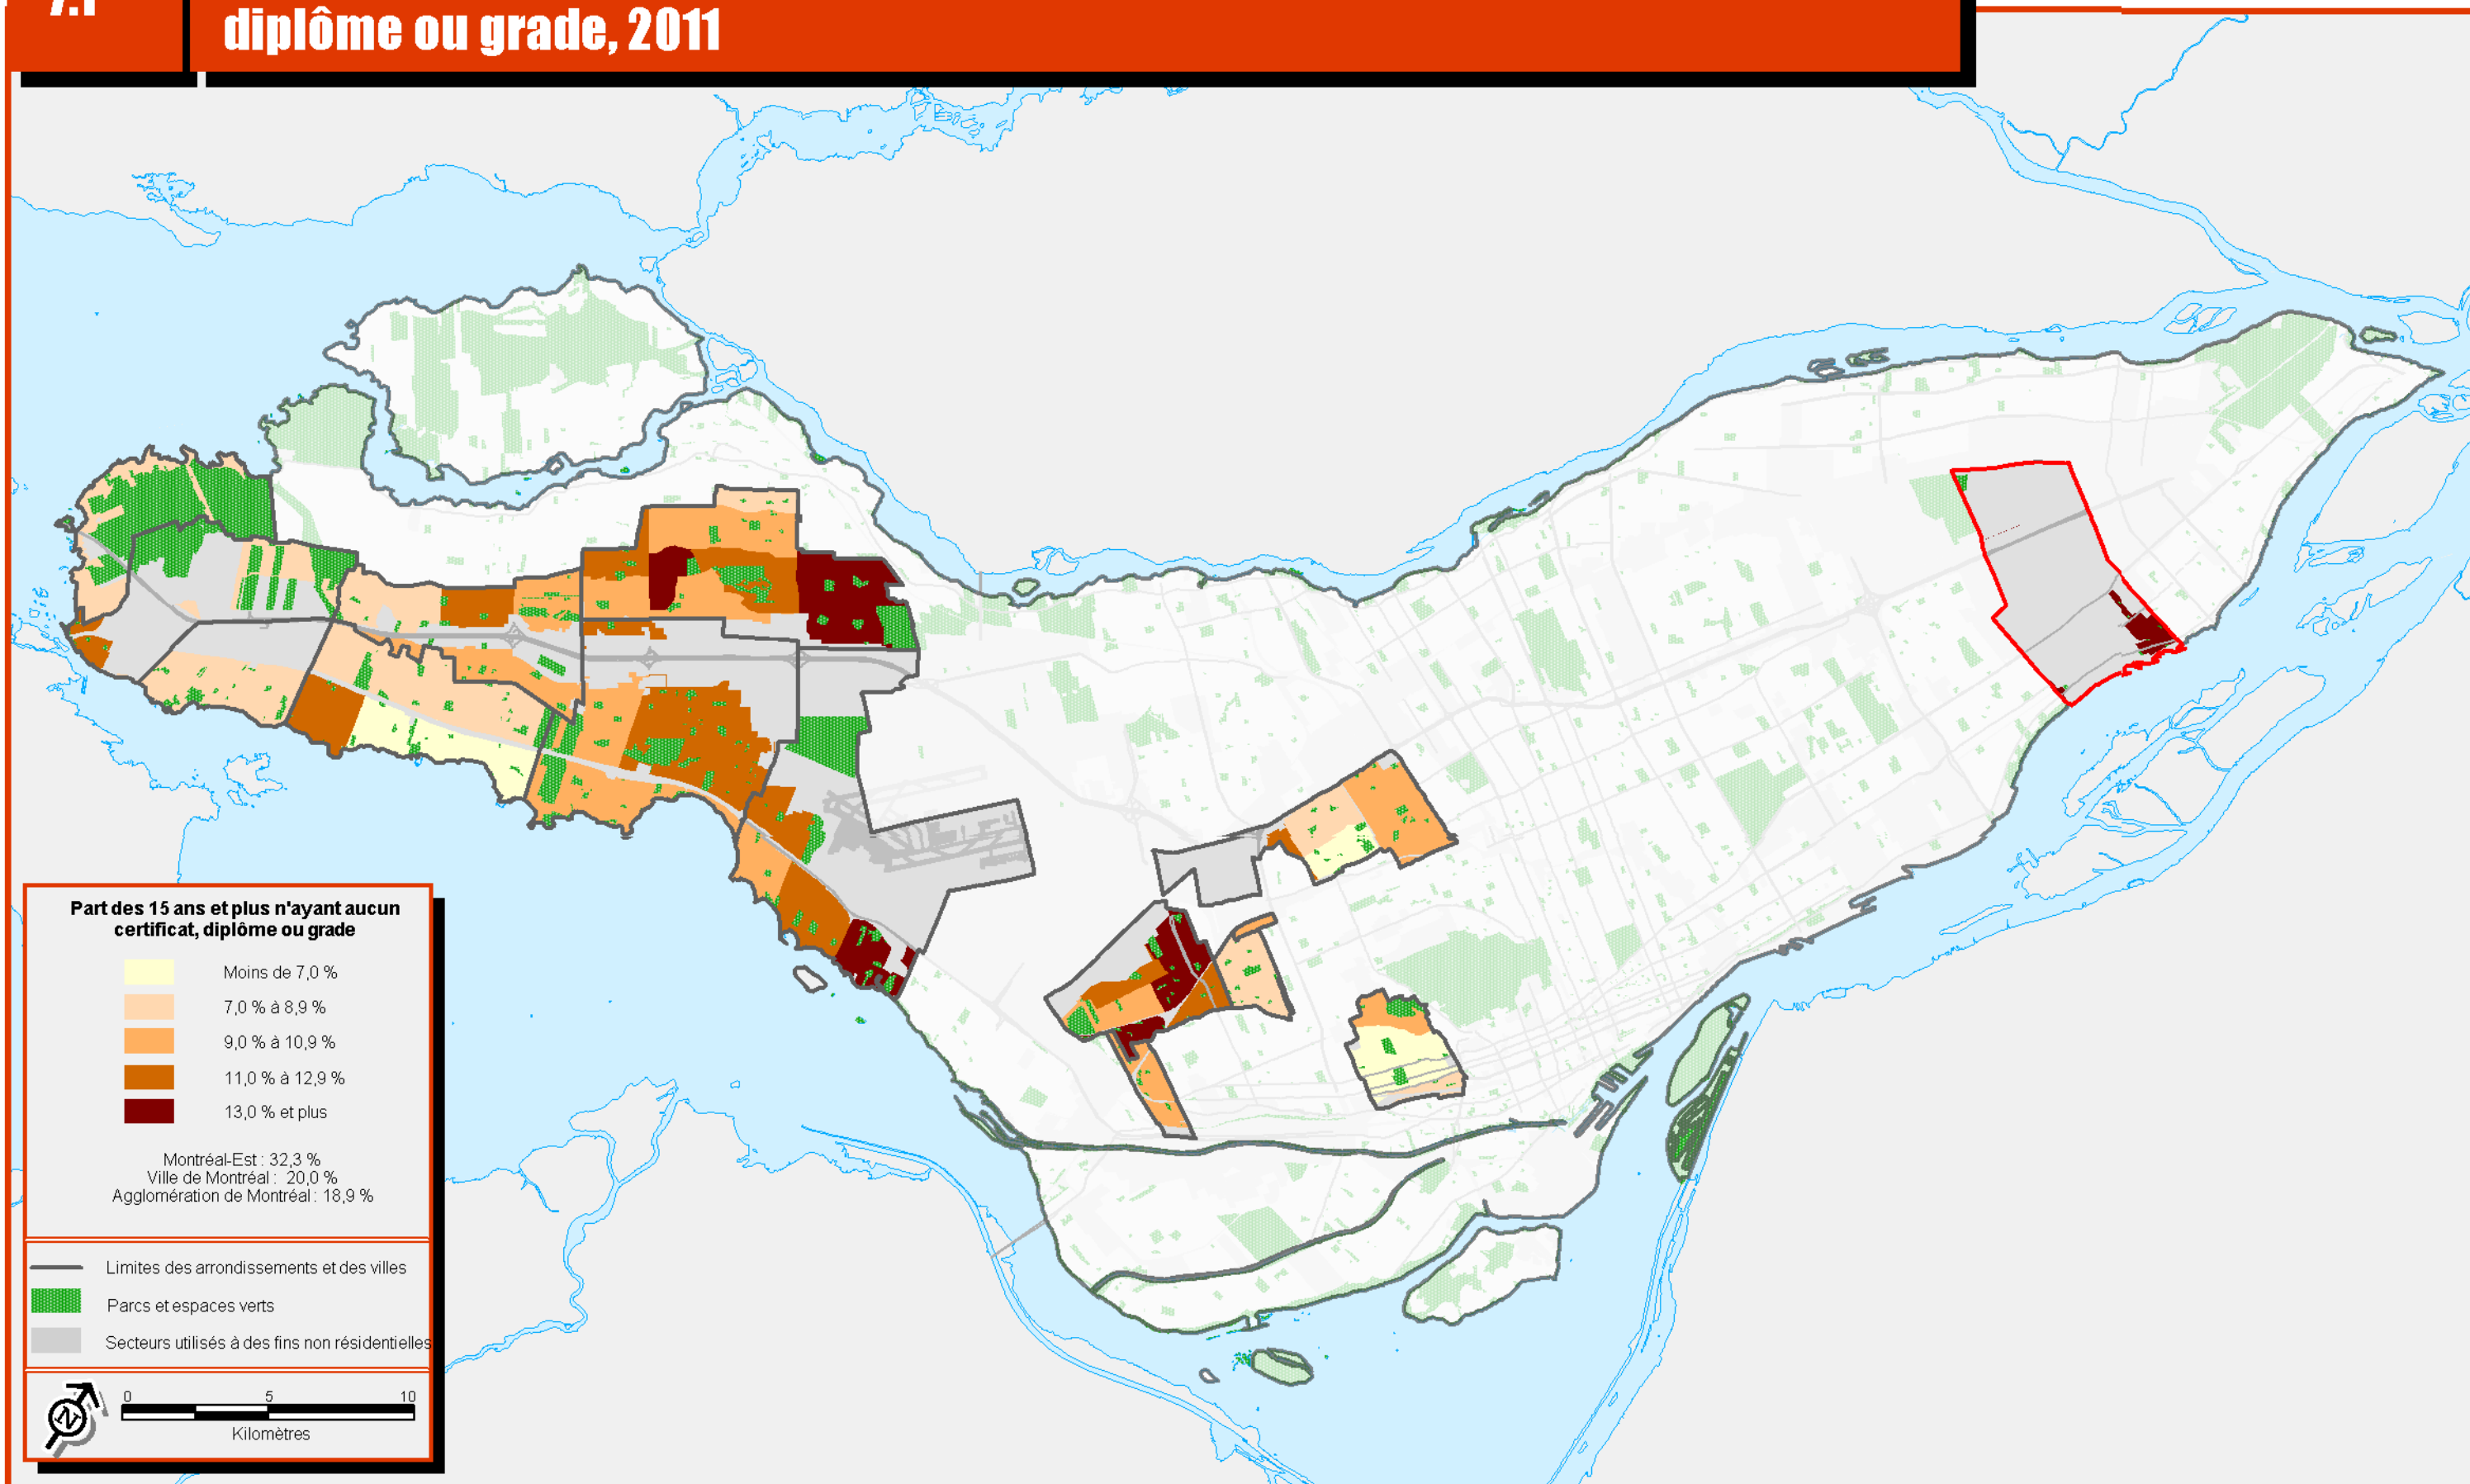 7.1
diplôme ou grade, 2011
Part des 15 ans et plus n'ayant aucun
certificat, diplôme ou grade
Moins de 7,0 %
7,0 % à 8,9 %
9,0 % à 10,9 %
11,0 % à 12,9 %
13,0 % et plus
Montréal-Est : 32,3 %
Ville de Montréal : 20,0 %
Agglomération de Montréal : 18,9 %
Limites des arrondissements et des villes
Parcs et espaces verts
Secteurs utilisés à des fins non résidentielles
N
0 5 10
Kilomètres